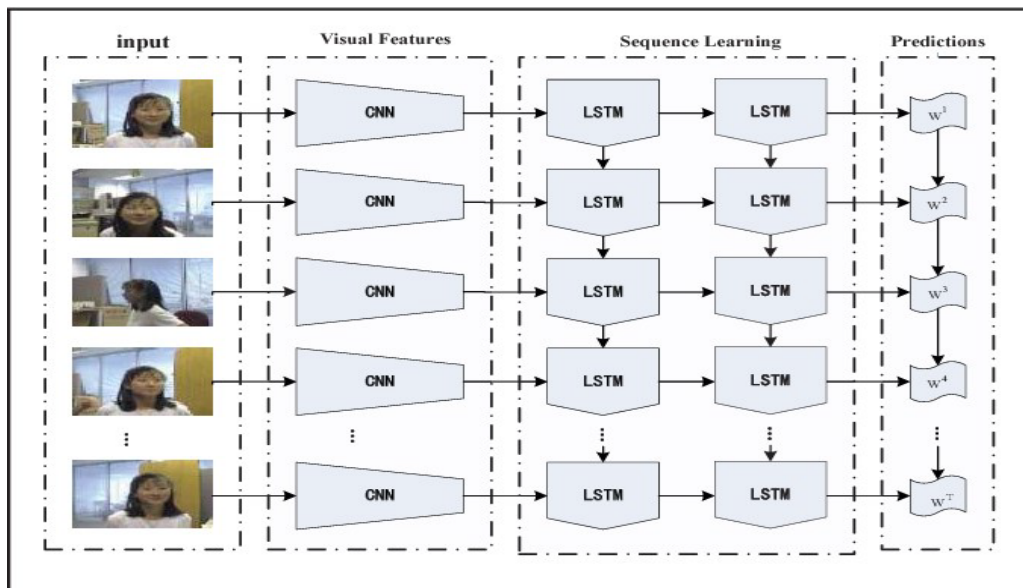 input Visual Features Sequence Learning Predictions
CNN LSTM LSTM W¹
CNN LSTM LSTM W²
CNN LSTM LSTM W³
CNN LSTM LSTM W⁴
... ... ... ... ...
CNN LSTM LSTM Wᵀ